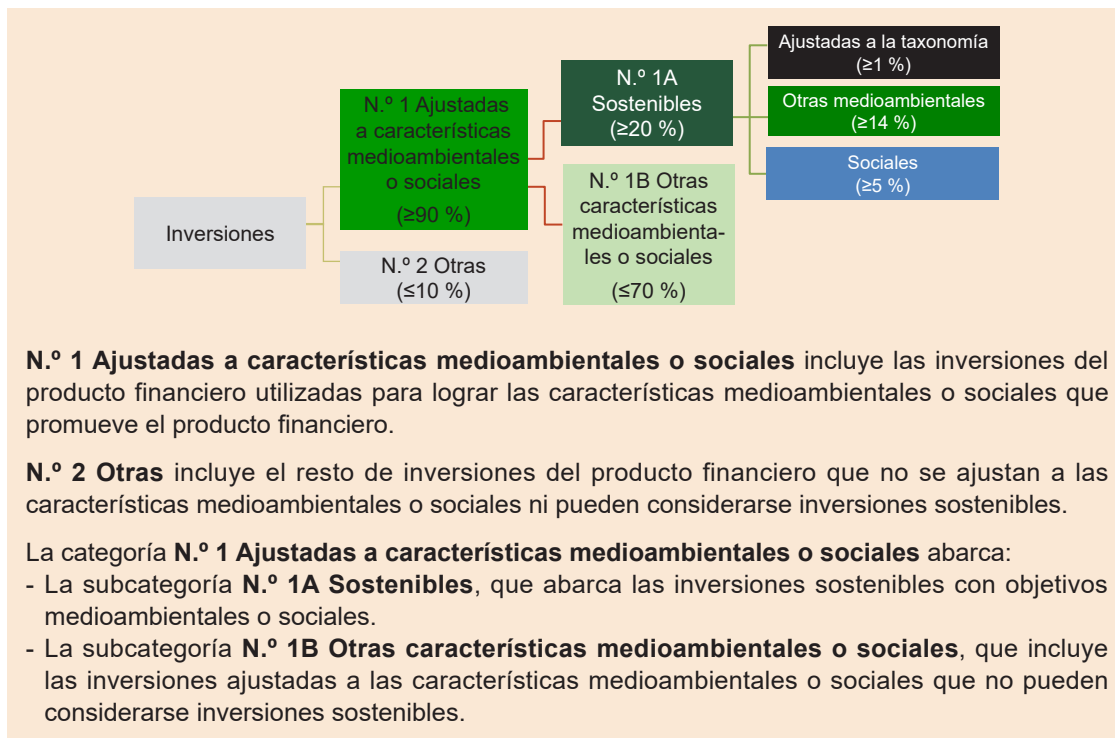 Inversiones
N.º 1 Ajustadas
a características
medioambientales
o sociales
(≥90 %)
N.º 2 Otras
(≤10 %)
N.º 1A
Sostenibles
(≥20 %)
N.º 1B Otras
características
medioambienta-
les o sociales
(≤70 %)
Ajustadas a la taxonomía
(≥1 %)
Otras medioambientales
(≥14 %)
Sociales
(≥5 %)
N.º 1 Ajustadas a características medioambientales o sociales incluye las inversiones del
producto financiero utilizadas para lograr las características medioambientales o sociales que
promueve el producto financiero.
N.º 2 Otras incluye el resto de inversiones del producto financiero que no se ajustan a las
características medioambientales o sociales ni pueden considerarse inversiones sostenibles.
La categoría N.º 1 Ajustadas a características medioambientales o sociales abarca:
- La subcategoría N.º 1A Sostenibles, que abarca las inversiones sostenibles con objetivos
medioambientales o sociales.
- La subcategoría N.º 1B Otras características medioambientales o sociales, que incluye
las inversiones ajustadas a las características medioambientales o sociales que no pueden
considerarse inversiones sostenibles.